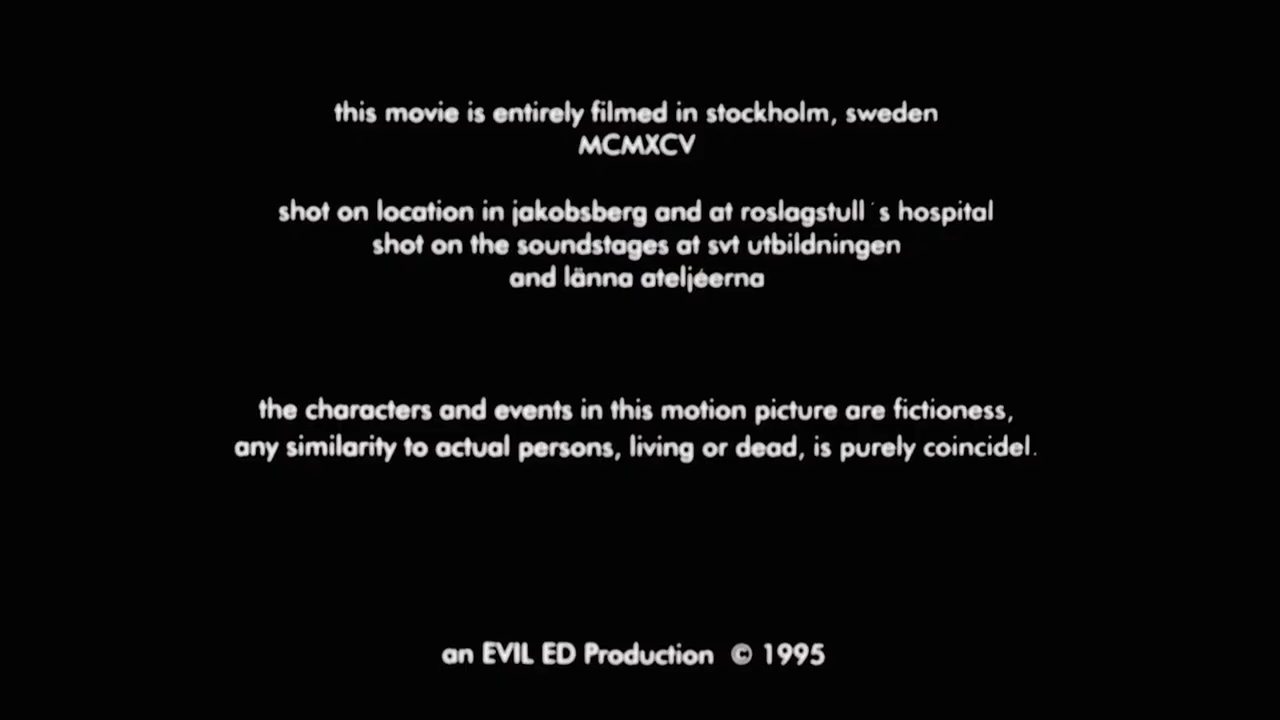 this movie is entirely filmed in stockholm, sweden
MCMXCV
shot on location in jakobsberg and at roslagstull´s hospital
shot on the soundstages at svt utbildningen
and länna ateljéerna
the characters and events in this motion picture are fictioness,
any similarity to actual persons, living or dead, is purely coincidel.
an EVIL ED Production © 1995